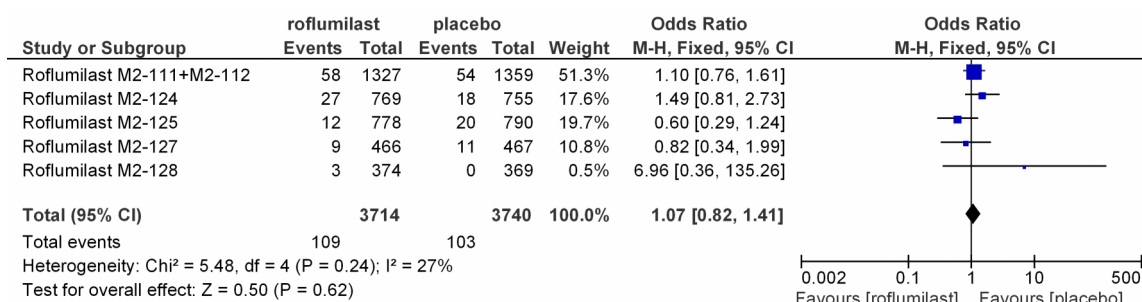 roflumilast placebo Odds Ratio Odds Ratio
Study or Subgroup Events Total Events Total Weight M-H, Fixed, 95% CI M-H, Fixed, 95% CI
Roflumilast M2-111+M2-112 58 1327 54 1359 51.3% 1.10 [0.76, 1.61]
Roflumilast M2-124 27 769 18 755 17.6% 1.49 [0.81, 2.73]
Roflumilast M2-125 12 778 20 790 19.7% 0.60 [0.29, 1.24]
Roflumilast M2-127 9 466 11 467 10.8% 0.82 [0.34, 1.99]
Roflumilast M2-128 3 374 0 369 0.5% 6.96 [0.36, 135.26]
Total (95% CI) 3714 3740 100.0% 1.07 [0.82, 1.41]
Total events 109 103
Heterogeneity: Chi² = 5.48, df = 4 (P = 0.24); I² = 27%
Test for overall effect: Z = 0.50 (P = 0.62)
0.002 0.1 1 10 500
Favours [roflumilast] Favours [placebo]